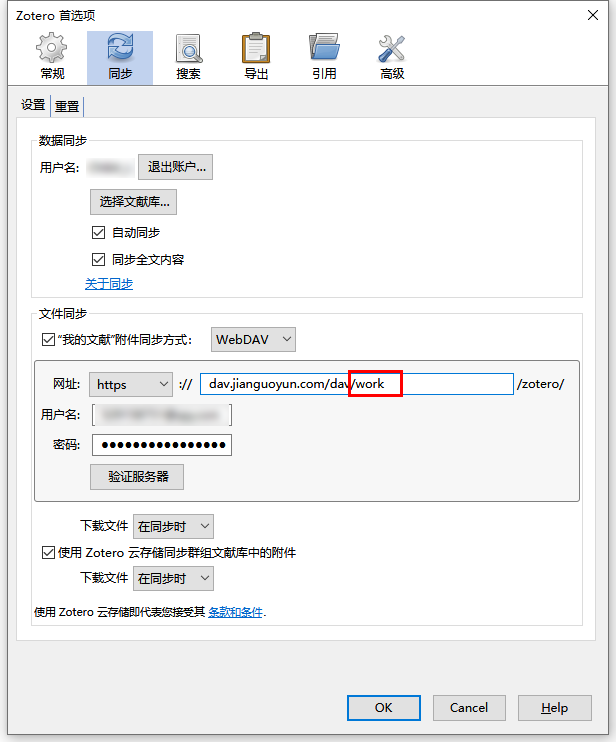 Zotero 首选项
常规 同步 搜索 导出 引用 高级
设置 重置
数据同步
用户名: 退出账户...
选择文献库...
自动同步
同步全文内容
关于同步
文件同步
“我的文献”附件同步方式: WebDAV
网址: https :// dav.jianguoyun.com/dav/work /zotero/
用户名:
密码: ●●●●●●●●●●●●●●●●
验证服务器
下载文件 在同步时
使用 Zotero 云存储同步群组文献库中的附件
下载文件 在同步时
使用 Zotero 云存储即代表您接受其 条款和条件.
OK Cancel Help